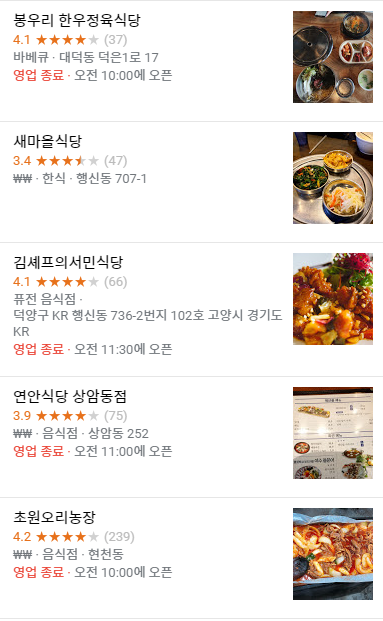 봉우리 한우정육식당
4.1 ★★★★★ (37)
바베큐 · 대덕동 덕은1로 17
영업 종료 · 오전 10:00에 오픈
새마을식당
3.4 ★★★★★ (47)
₩₩ · 한식 · 행신동 707-1
김셰프의서민식당
4.1 ★★★★★ (66)
퓨전 음식점 ·
덕양구 KR 행신동 736-2번지 102호 고양시 경기도
KR
영업 종료 · 오전 11:30에 오픈
연안식당 상암동점
3.9 ★★★★★ (75)
₩₩ · 음식점 · 상암동 252
영업 종료 · 오전 11:00에 오픈
초원오리농장
4.2 ★★★★★ (239)
₩₩ · 음식점 · 현천동
영업 종료 · 오전 10:00에 오픈